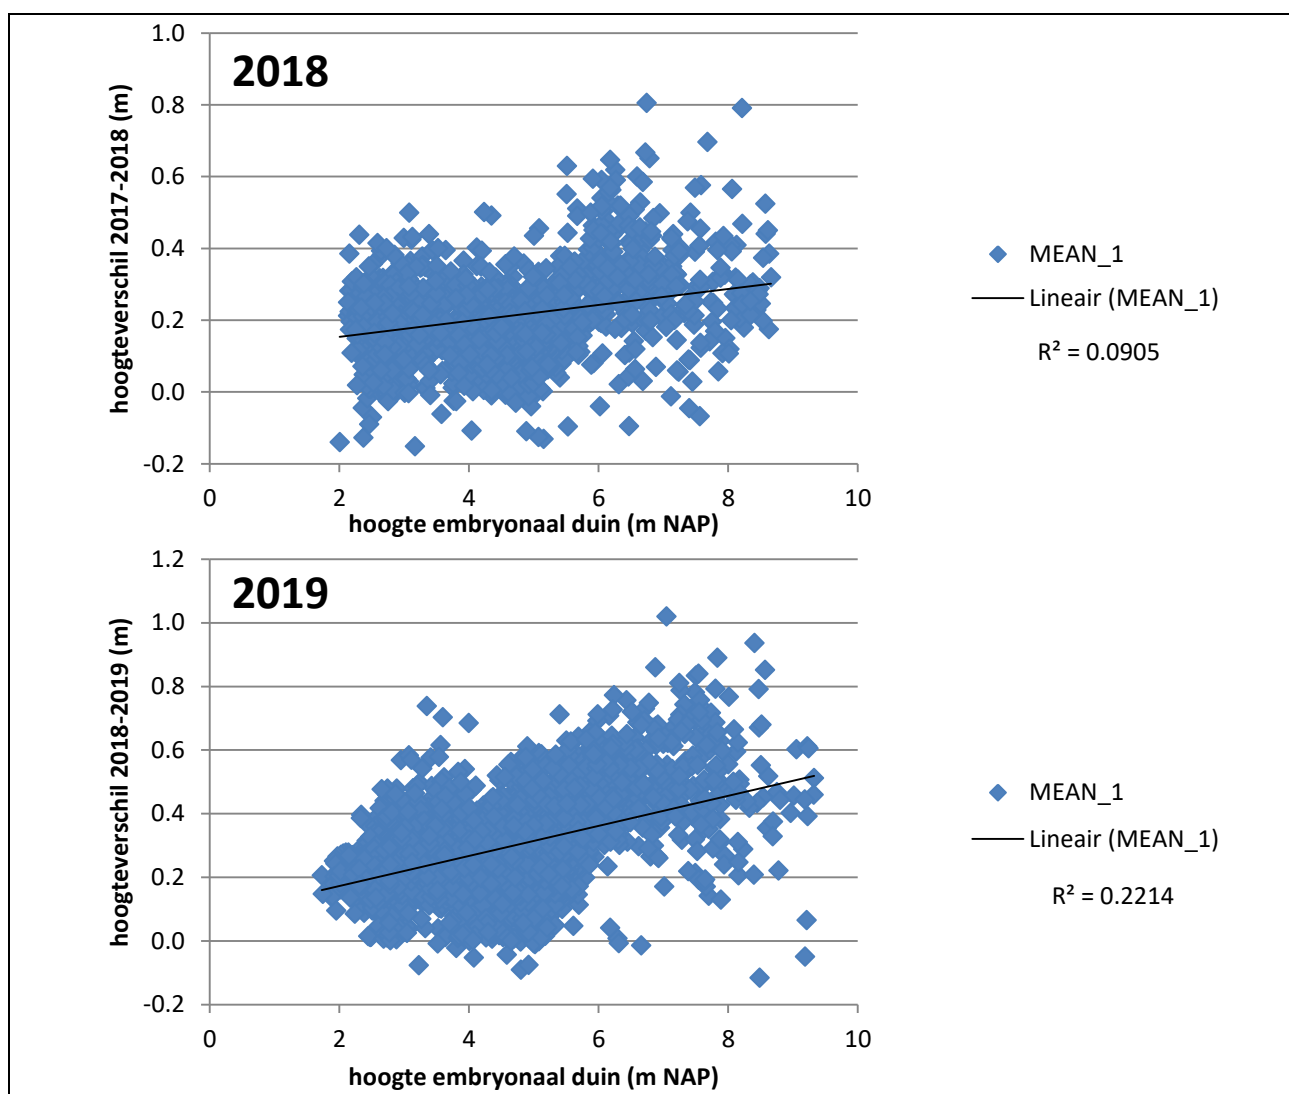 2018
hoogteverschil 2017-2018 (m)
1.0
0.8
0.6
0.4
0.2
0.0
-0.2
0 2 4 6 8 10
hoogte embryonaal duin (m NAP)
MEAN_1
Lineair (MEAN_1)
R² = 0.0905
2019
hoogteverschil 2018-2019 (m)
1.2
1.0
0.8
0.6
0.4
0.2
0.0
-0.2
0 2 4 6 8 10
hoogte embryonaal duin (m NAP)
MEAN_1
Lineair (MEAN_1)
R² = 0.2214